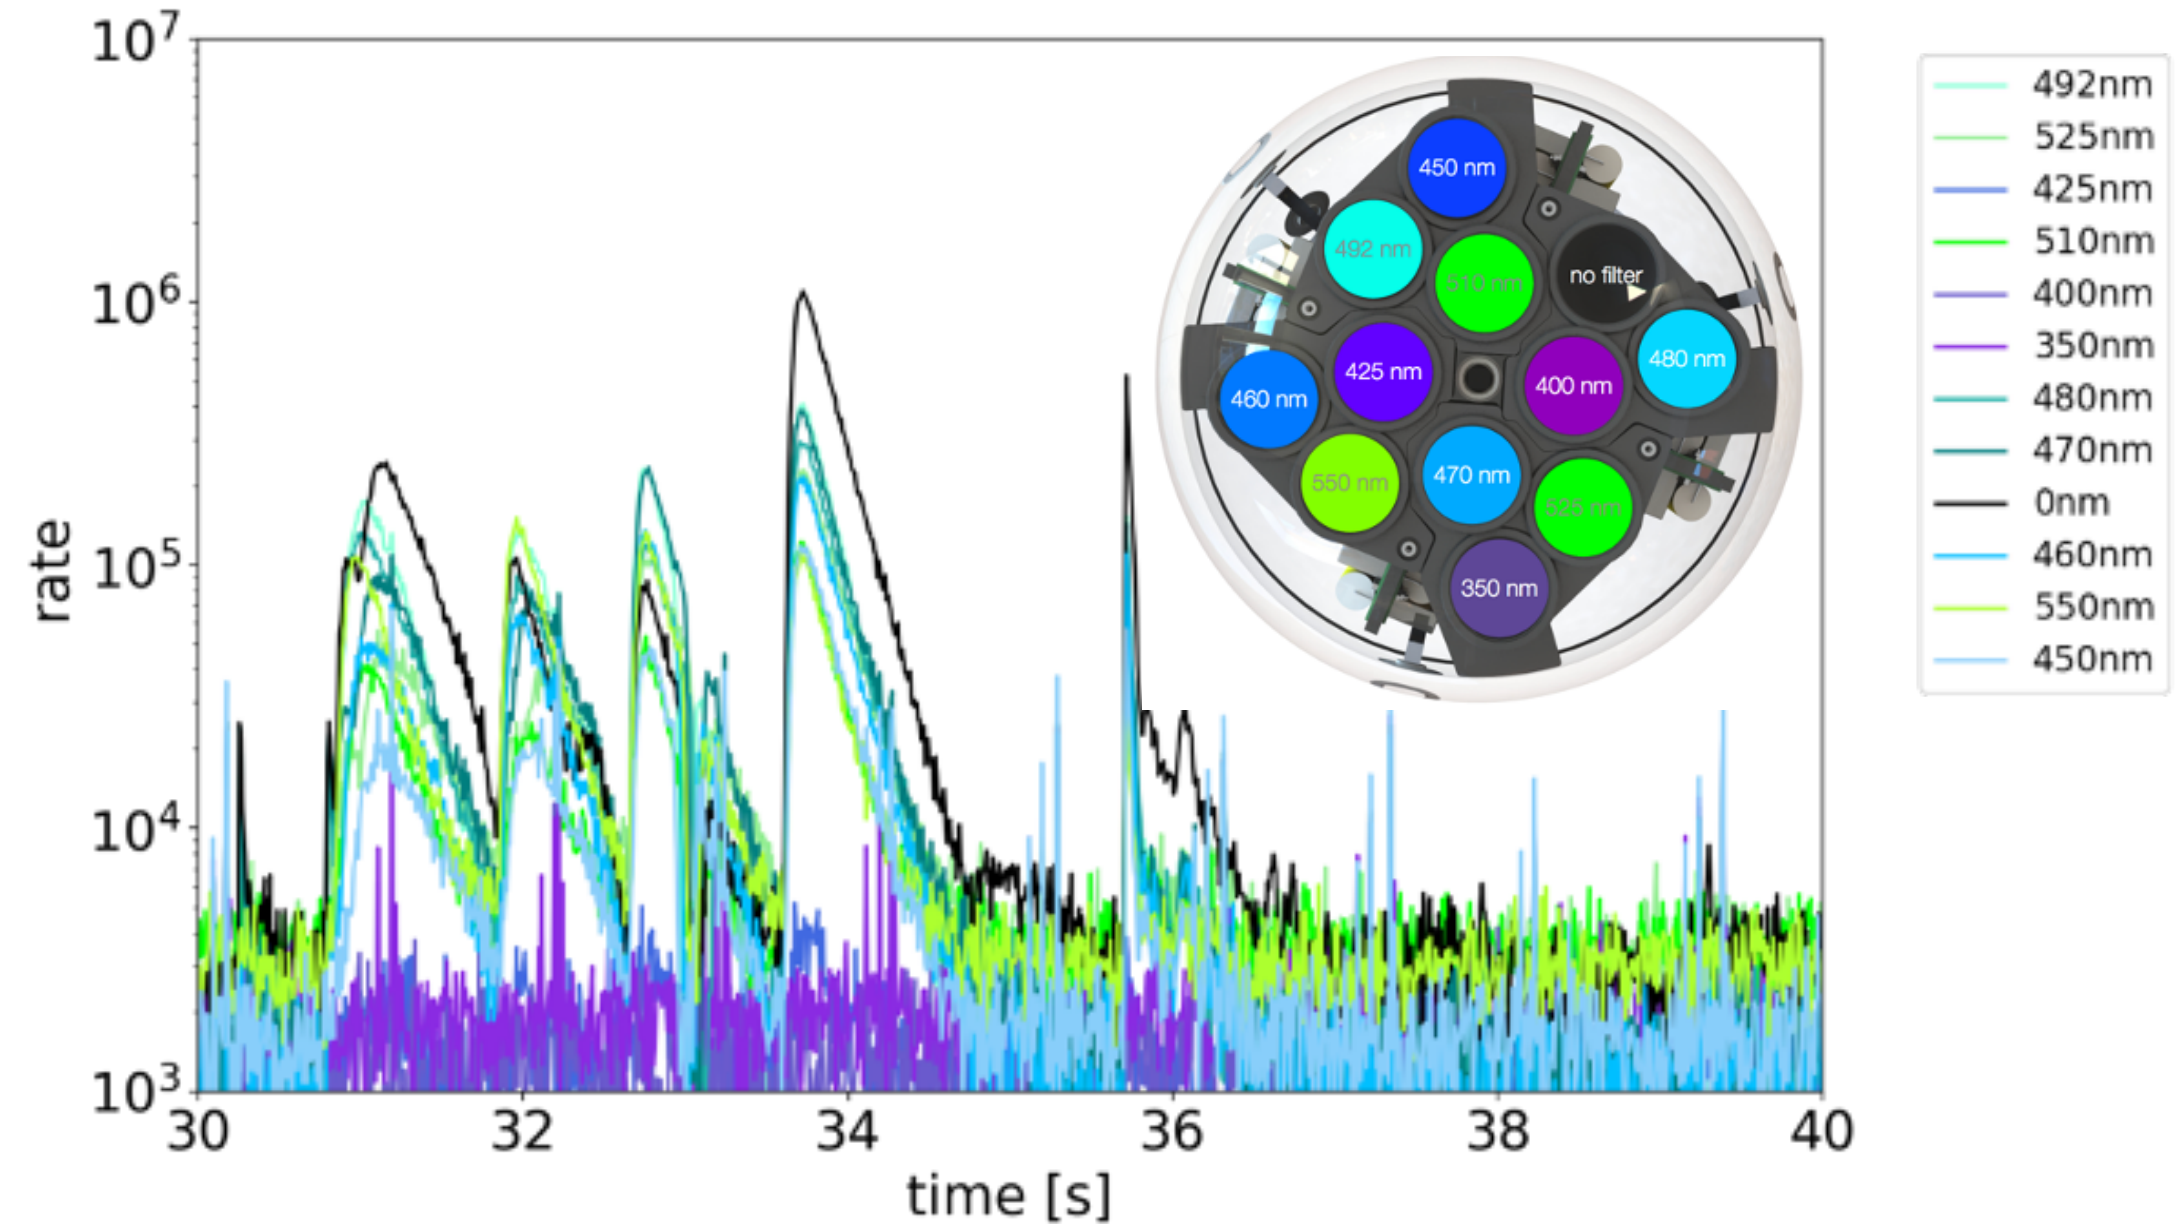 10^7
10^6
10^5
10^4
10^3
rate
30 32 34 36 38 40
time [s]
450 nm
492 nm
510 nm
no filter
480 nm
425 nm
400 nm
460 nm
550 nm
470 nm
525 nm
350 nm
492nm
525nm
425nm
510nm
400nm
350nm
480nm
470nm
0nm
460nm
550nm
450nm